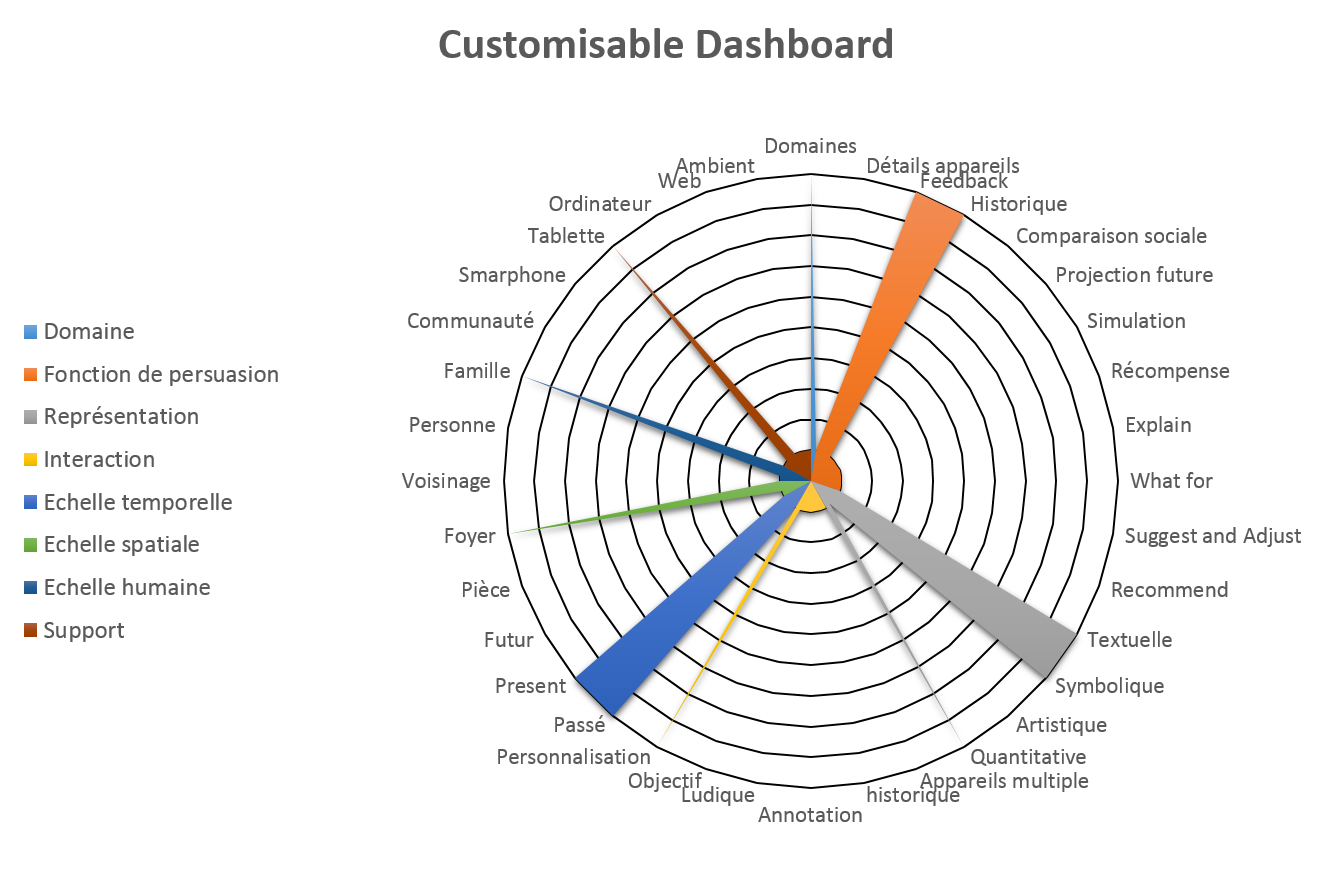 Customisable Dashboard
Domaine
Fonction de persuasion
Représentation
Interaction
Echelle temporelle
Echelle spatiale
Echelle humaine
Support
Domaines
Détails appareils
Feedback
Historique
Comparaison sociale
Projection future
Simulation
Récompense
Explain
What for
Suggest and Adjust
Recommend
Textuelle
Symbolique
Artistique
Quantitative
Appareils multiple
historique
Annotation
Ludique
Objectif
Personnalisation
Passé
Present
Futur
Pièce
Foyer
Voisinage
Personne
Famille
Communauté
Smarphone
Tablette
Ordinateur
Web
Ambient